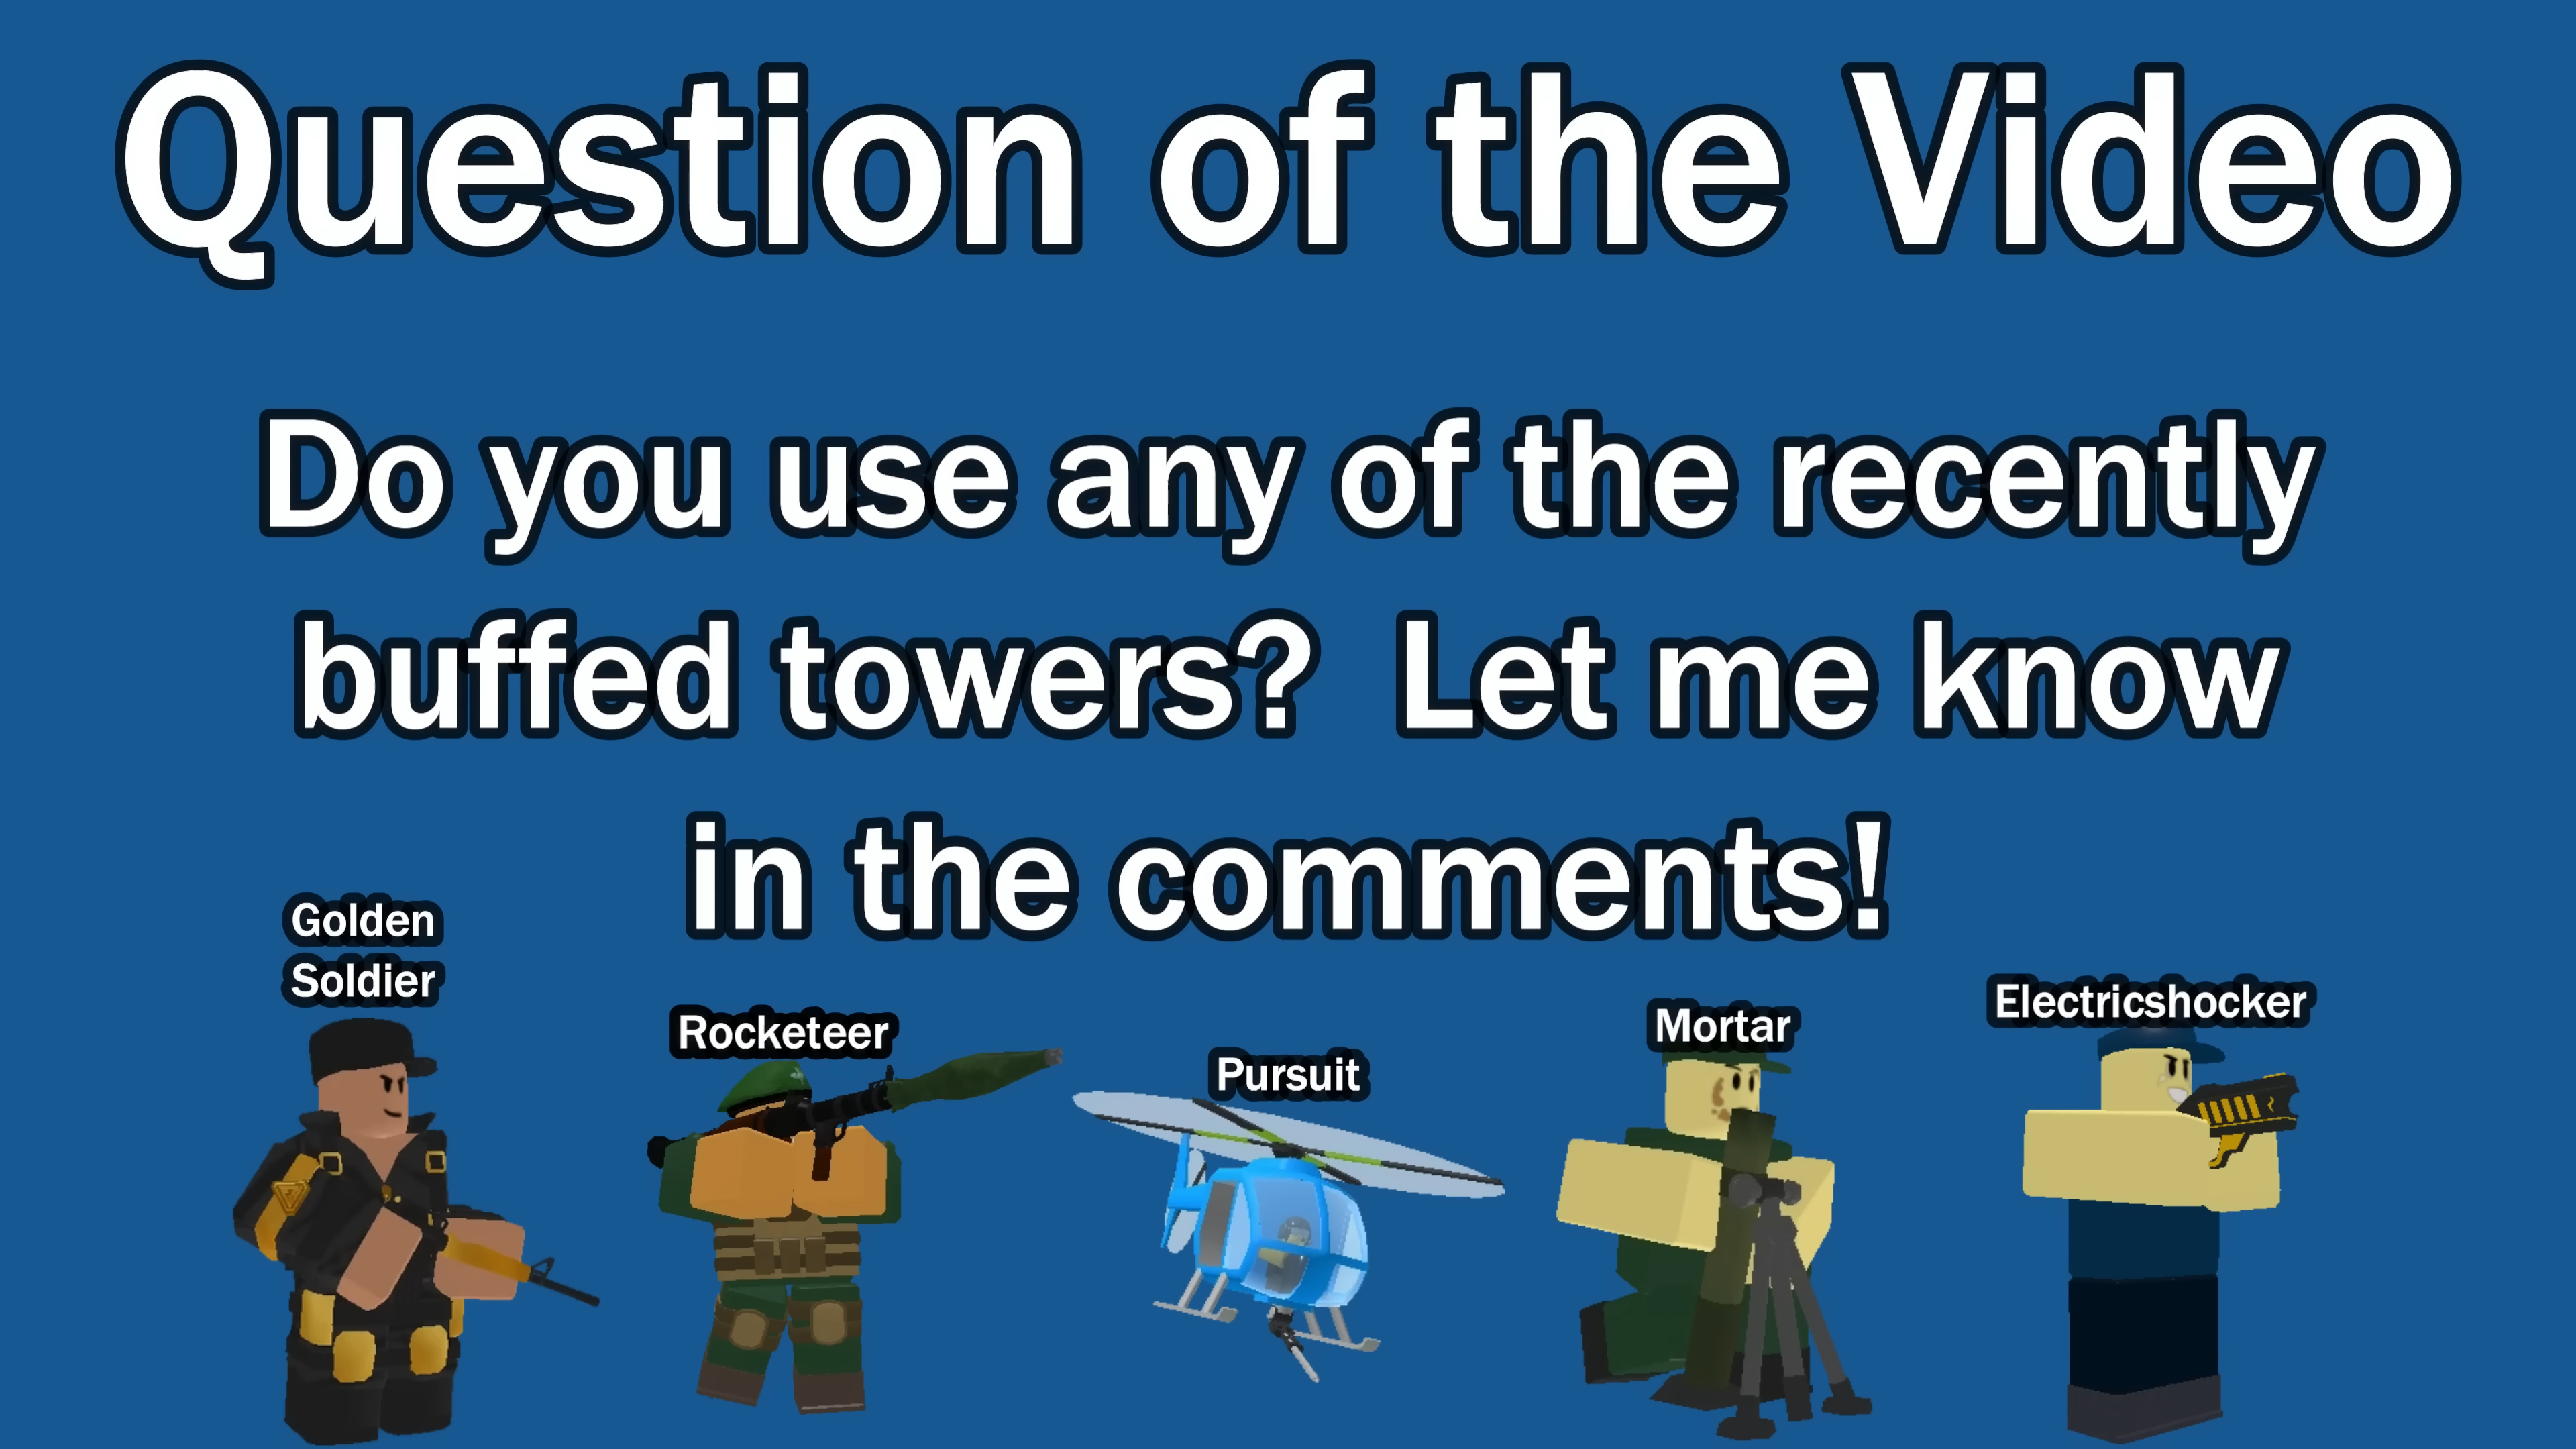 Question of the Video
Do you use any of the recently
buffed towers?  Let me know
in the comments!
Golden
Soldier
Rocketeer
Pursuit
Mortar
Electricshocker